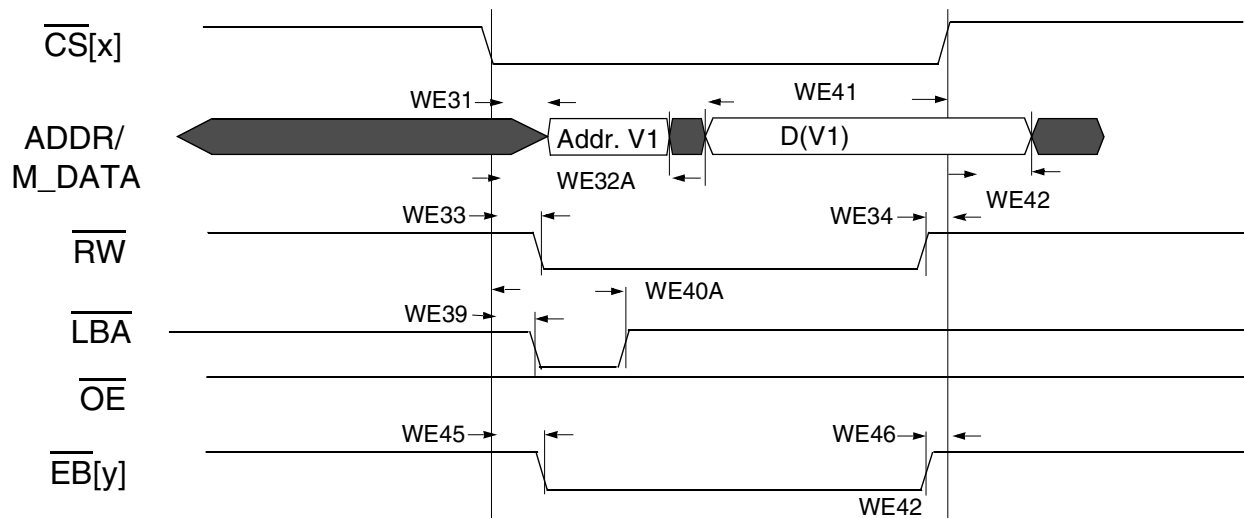 CS[x]
WE31
WE41
ADDR/
M_DATA
Addr. V1
D(V1)
WE32A
WE42
WE33
WE34
RW
WE40A
WE39
LBA
OE
WE45
WE46
EB[y]
WE42